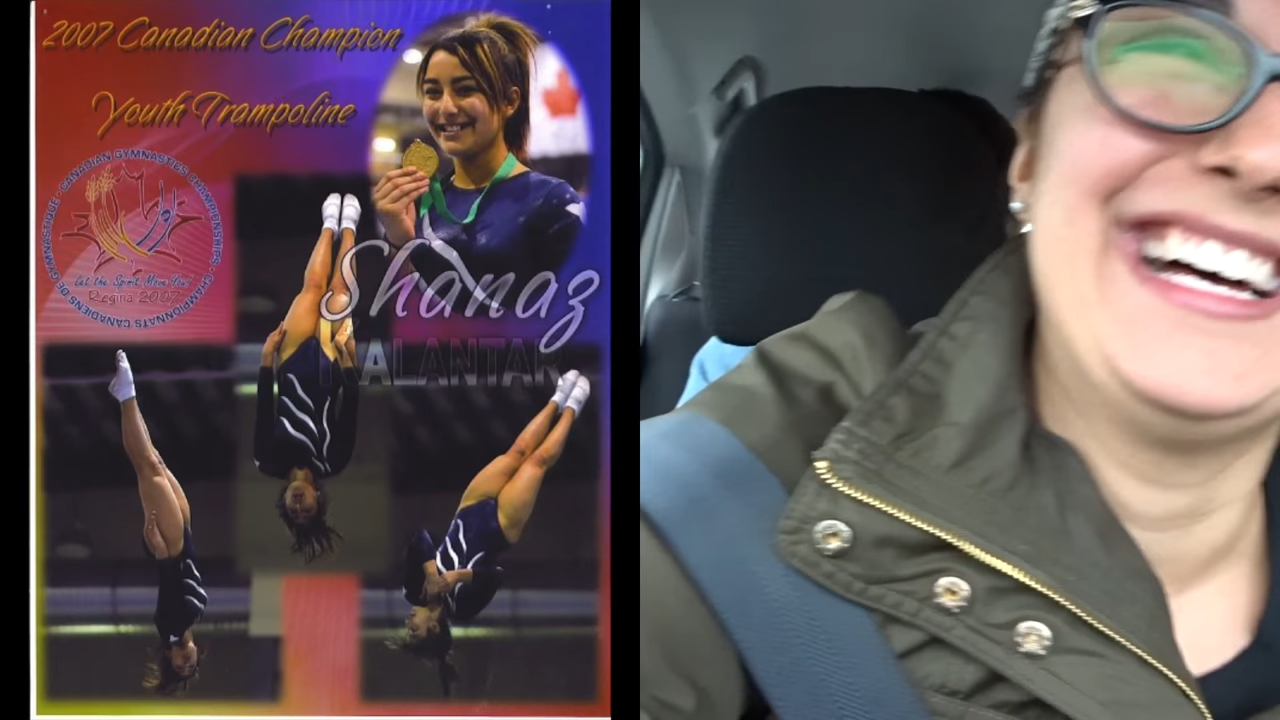 2007 Canadian Champion
Youth Trampoline
CANADIAN GYMNASTICS CHAMPIONSHIPS · CHAMPIONNATS CANADIENS DE GYMNASTIQUE ·
Let the Spirit Move You!
Regina 2007
Shanaz
KALANTAR